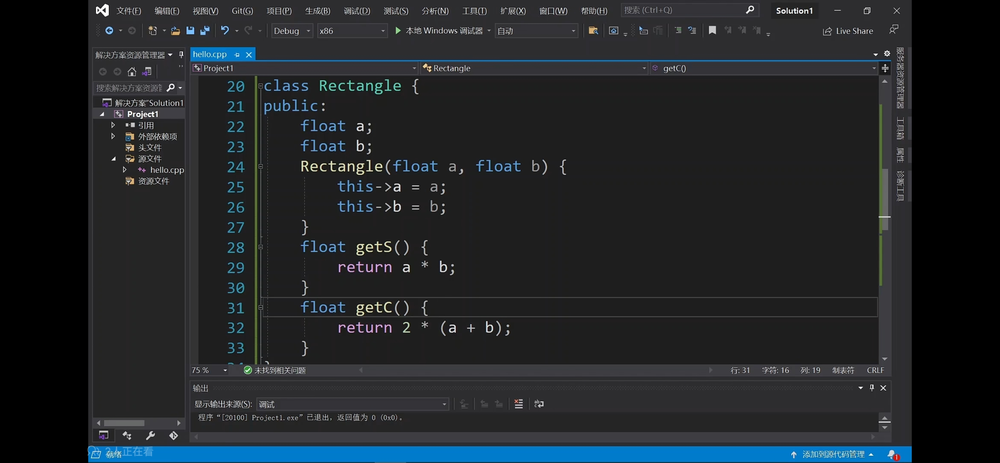 文件(F) 编辑(E) 视图(V) Git(G) 项目(P) 生成(B) 调试(D) 测试(S) 分析(N) 工具(T) 扩展(X) 窗口(W) 帮助(H) 搜索 (Ctrl+Q) Solution1
Debug x86 本地 Windows 调试器 自动 Live Share
解决方案资源管理器
搜索解决方案资源管
解决方案"Solution1
Project1
引用
外部依赖项
头文件
源文件
hello.cpp
资源文件
hello.cpp
Project1 Rectangle getC()
20 class Rectangle {
21 public:
22 float a;
23 float b;
24 Rectangle(float a, float b) {
25 this->a = a;
26 this->b = b;
27 }
28 float getS() {
29 return a * b;
30 }
31 float getC() {
32 return 2 * (a + b);
33 }
75 % 未找到相关问题 行: 31 字符: 16 列: 19 制表符 CRLF
输出
显示输出来源(S): 调试
程序“[20100] Project1.exe”已退出，返回值为 0 (0x0)。
服务器资源管理器
工具箱
属性
诊断工具
2人正在看
就绪 添加到源代码管理 1